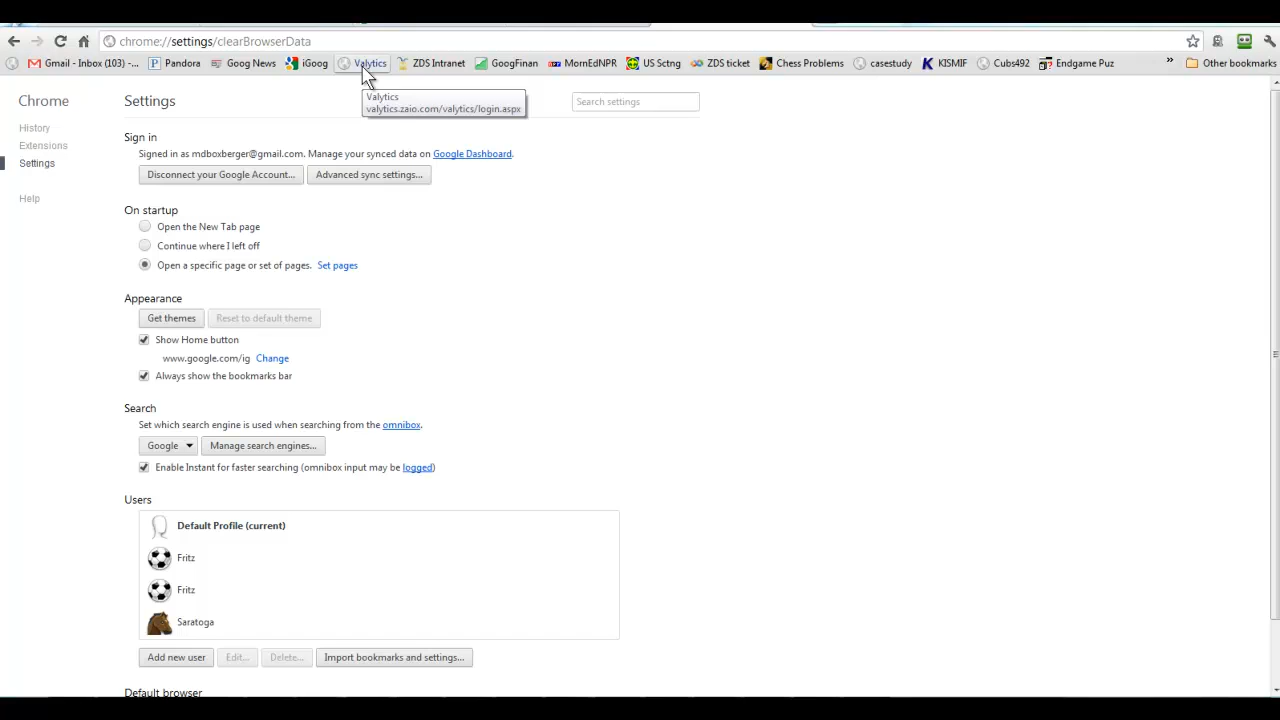 chrome://settings/clearBrowserData
Gmail - Inbox (103) -... Pandora Goog News iGoog Valytics ZDS Intranet GoogFinan MornEdNPR US Sctng ZDS ticket Chess Problems casestudy KISMIF Cubs492 Endgame Puz » Other bookmarks
Valytics
valytics.zaio.com/valytics/login.aspx
Chrome
History
Extensions
Settings
Help
Settings
Search settings
Sign in
Signed in as mdboxberger@gmail.com. Manage your synced data on Google Dashboard.
Disconnect your Google Account... Advanced sync settings...
On startup
Open the New Tab page
Continue where I left off
Open a specific page or set of pages. Set pages
Appearance
Get themes Reset to default theme
Show Home button
www.google.com/ig Change
Always show the bookmarks bar
Search
Set which search engine is used when searching from the omnibox.
Google Manage search engines...
Enable Instant for faster searching (omnibox input may be logged)
Users
Default Profile (current)
Fritz
Fritz
Saratoga
Add new user Edit... Delete... Import bookmarks and settings...
Default browser